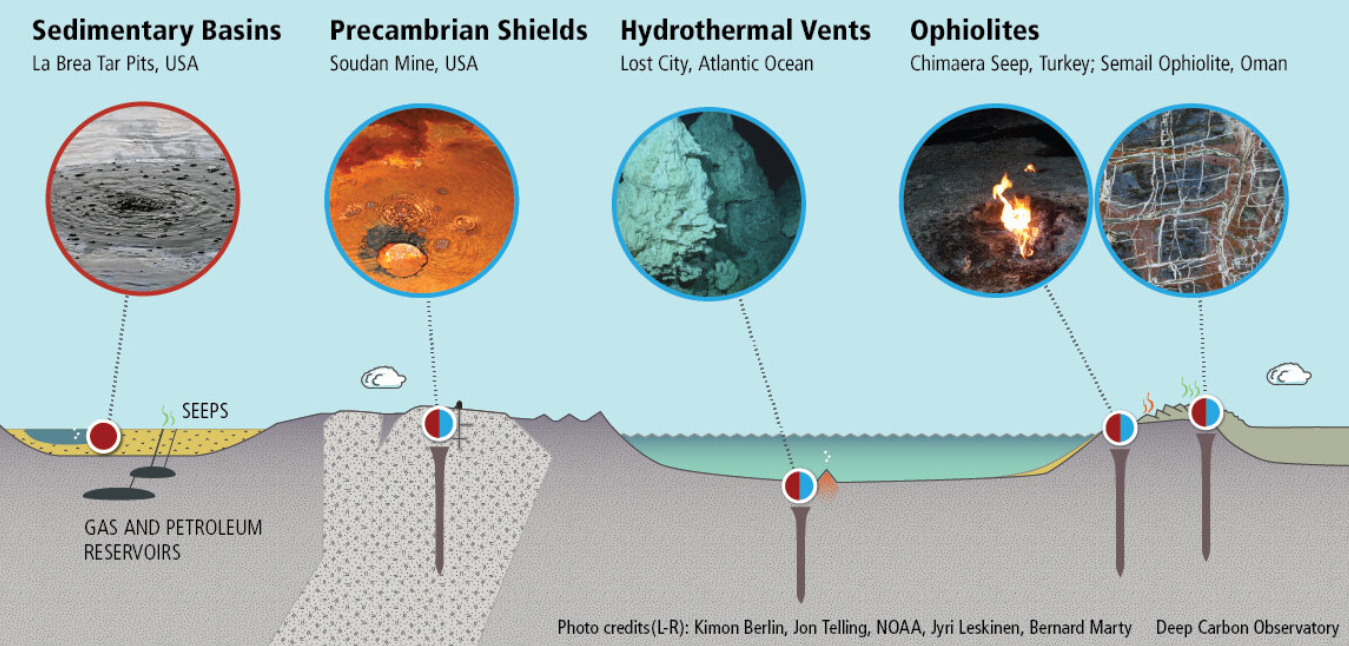 Sedimentary Basins
La Brea Tar Pits, USA
Precambrian Shields
Soudan Mine, USA
Hydrothermal Vents
Lost City, Atlantic Ocean
Ophiolites
Chimaera Seep, Turkey; Semail Ophiolite, Oman
SEEPS
GAS AND PETROLEUM
RESERVOIRS
Photo credits(L-R): Kimon Berlin, Jon Telling, NOAA, Jyri Leskinen, Bernard Marty
Deep Carbon Observatory